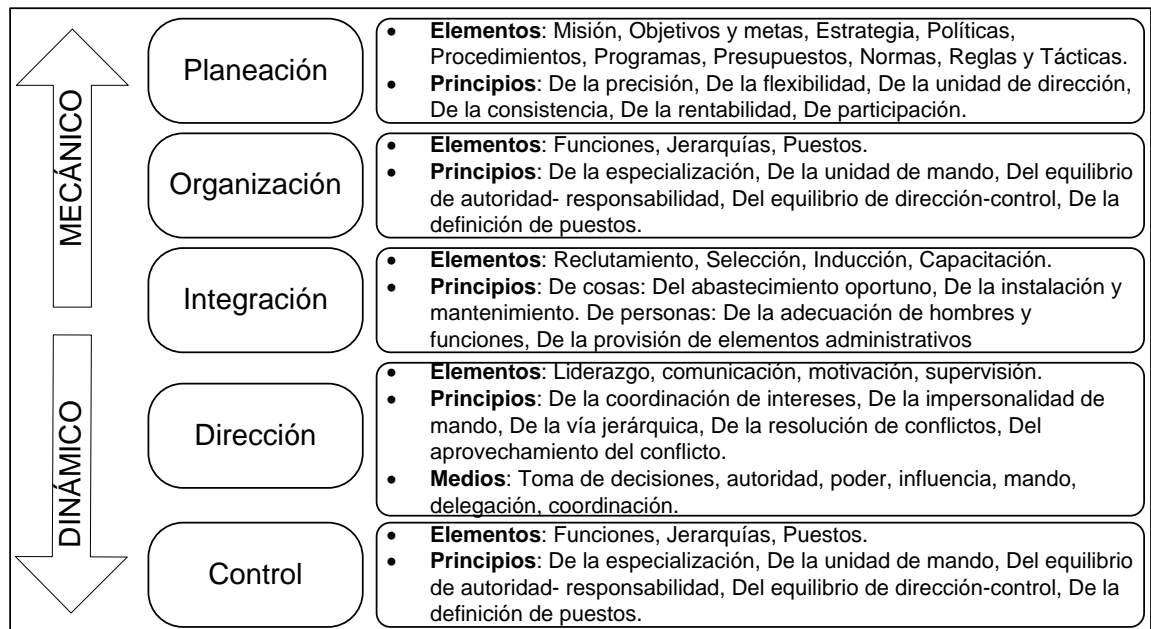 MECÁNICO
Planeación
• Elementos: Misión, Objetivos y metas, Estrategia, Políticas,
Procedimientos, Programas, Presupuestos, Normas, Reglas y Tácticas.
• Principios: De la precisión, De la flexibilidad, De la unidad de dirección,
De la consistencia, De la rentabilidad, De participación.
Organización
• Elementos: Funciones, Jerarquías, Puestos.
• Principios: De la especialización, De la unidad de mando, Del equilibrio
de autoridad- responsabilidad, Del equilibrio de dirección-control, De la
definición de puestos.
Integración
• Elementos: Reclutamiento, Selección, Inducción, Capacitación.
• Principios: De cosas: Del abastecimiento oportuno, De la instalación y
mantenimiento. De personas: De la adecuación de hombres y
funciones, De la provisión de elementos administrativos
DINÁMICO
Dirección
• Elementos: Liderazgo, comunicación, motivación, supervisión.
• Principios: De la coordinación de intereses, De la impersonalidad de
mando, De la vía jerárquica, De la resolución de conflictos, Del
aprovechamiento del conflicto.
• Medios: Toma de decisiones, autoridad, poder, influencia, mando,
delegación, coordinación.
Control
• Elementos: Funciones, Jerarquías, Puestos.
• Principios: De la especialización, De la unidad de mando, Del equilibrio
de autoridad- responsabilidad, Del equilibrio de dirección-control, De la
definición de puestos.